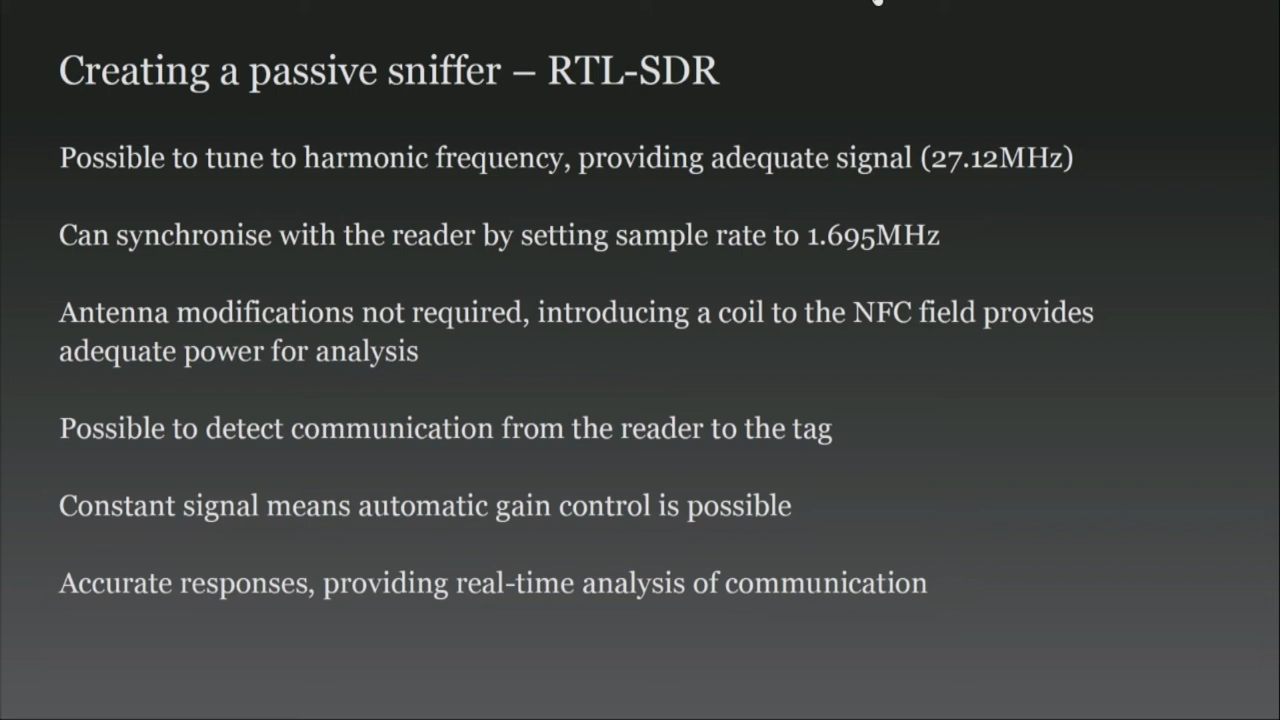 Creating a passive sniffer – RTL-SDR
Possible to tune to harmonic frequency, providing adequate signal (27.12MHz)
Can synchronise with the reader by setting sample rate to 1.695MHz
Antenna modifications not required, introducing a coil to the NFC field provides
adequate power for analysis
Possible to detect communication from the reader to the tag
Constant signal means automatic gain control is possible
Accurate responses, providing real-time analysis of communication